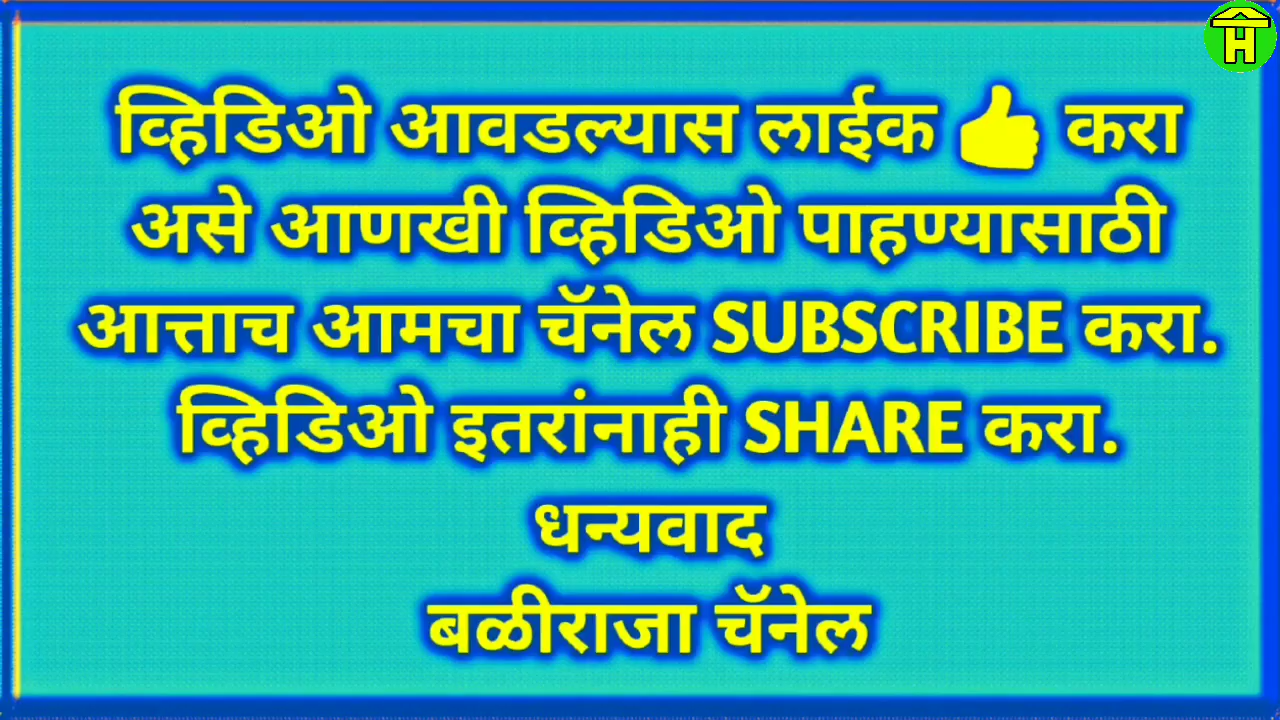 व्हिडिओ आवडल्यास लाईक 👍 करा
असे आणखी व्हिडिओ पाहण्यासाठी
आत्ताच आमचा चॅनेल SUBSCRIBE करा.
व्हिडिओ इतरांनाही SHARE करा.
धन्यवाद
बळीराजा चॅनेल
H